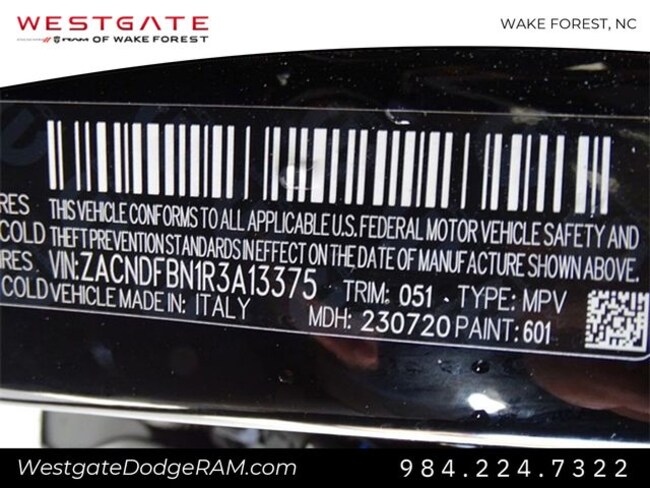 WESTGATE
RAM OF WAKE FOREST
WAKE FOREST, NC
RES THIS VEHICLE CONFORMS TO ALL APPLICABLE U.S. FEDERAL MOTOR VEHICLE SAFETY AND
COLD THEFT PREVENTION STANDARDS IN EFFECT ON THE DATE OF MANUFACTURE SHOWN ABOVE.
RES VIN:ZACNDFBN1R3A13375 TRIM: 051 • TYPE: MPV
COLD VEHICLE MADE IN: ITALY MDH: 230720 PAINT: 601
WestgateDodgeRAM.com
984.224.7322